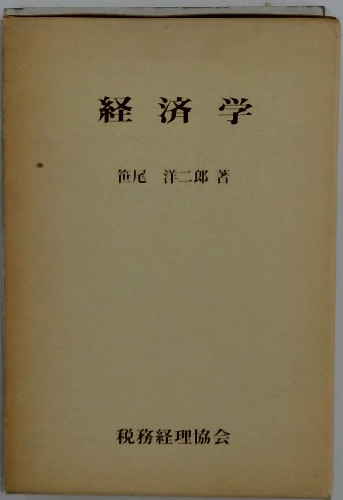 経済学
笹尾 洋二郎 著
税務経理協会